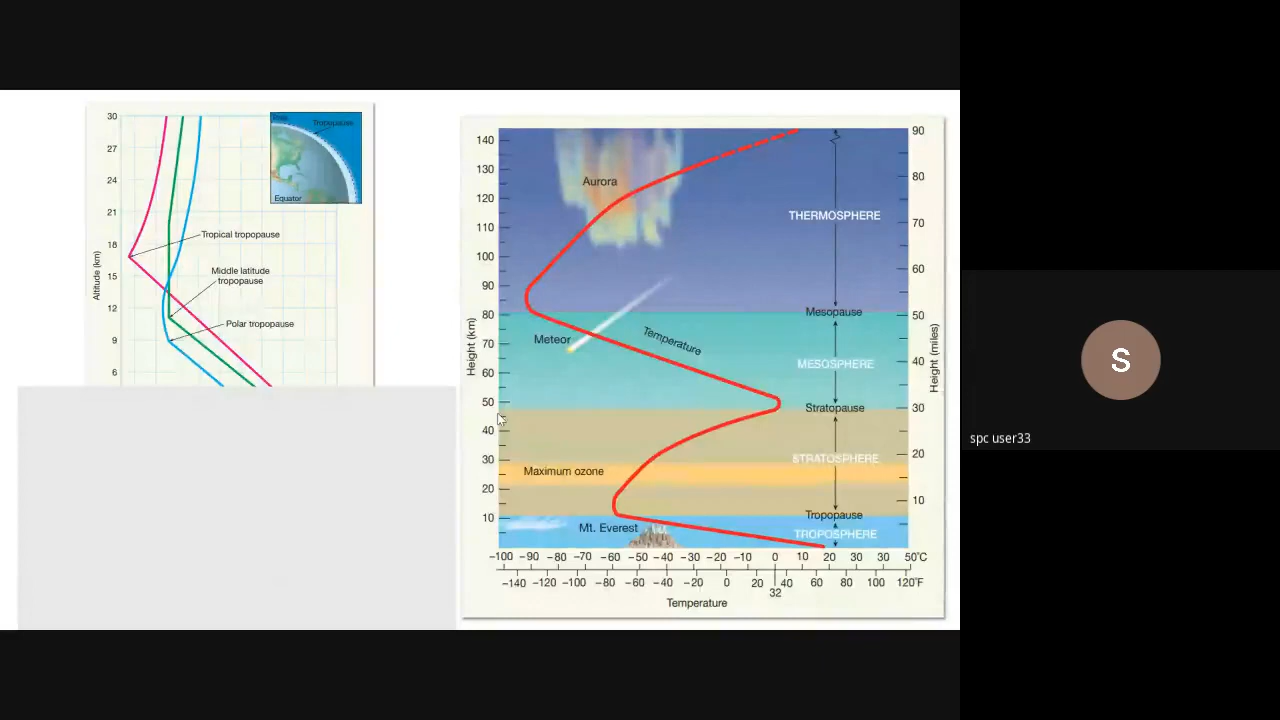 30
27
24
21
18
15
12
9
6
Altitude (km)
Tropopause
Equator
Tropical tropopause
Middle latitude
tropopause
Polar tropopause
140
130
120
110
100
90
80
70
60
50
40
30
20
10
Height (km)
Aurora
Meteor
Temperature
Maximum ozone
Mt. Everest
THERMOSPHERE
Mesopause
MESOSPHERE
Stratopause
STRATOSPHERE
Tropopause
TROPOSPHERE
90
80
70
60
50
40
30
20
10
Height (miles)
-100 -90 -80 -70 -60 -50 -40 -30 -20 -10 0 10 20 30 30 50°C
-140 -120 -100 -80 -60 -40 -20 0 20 40 60 80 100 120°F
32
Temperature
S
spc user33